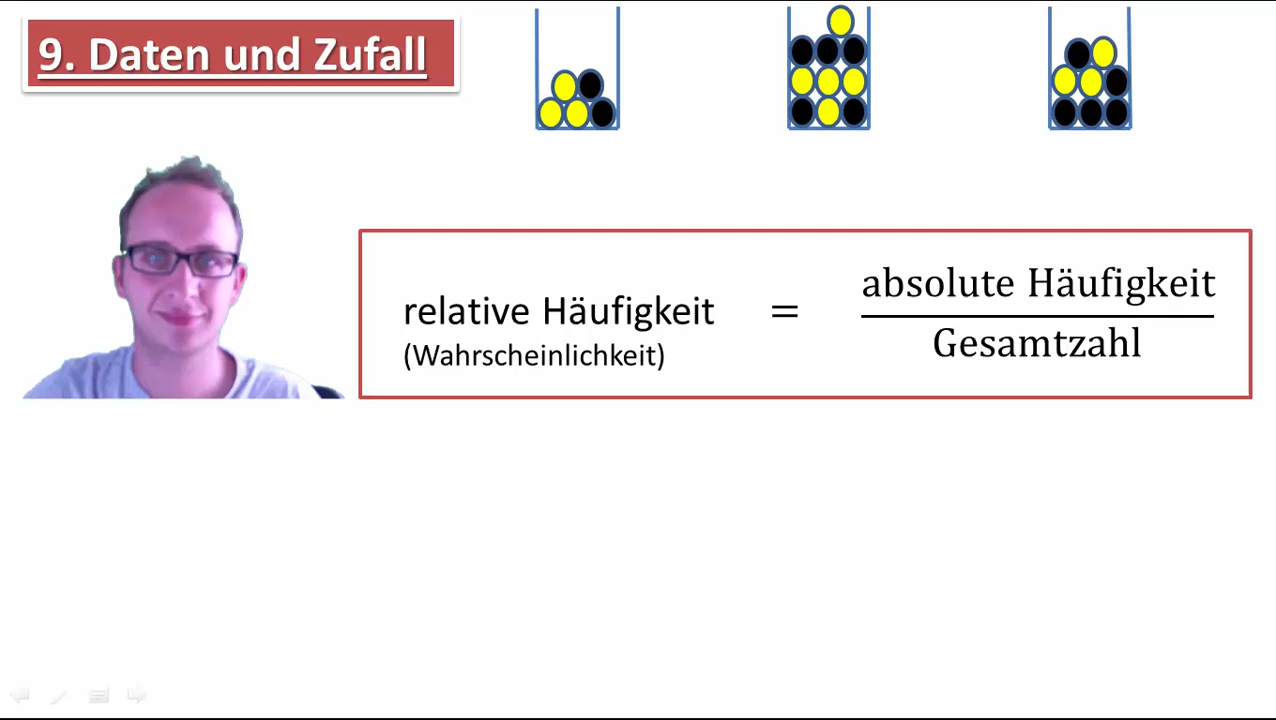 9. Daten und Zufall
relative Häufigkeit = absolute Häufigkeit
Gesamtzahl
(Wahrscheinlichkeit)